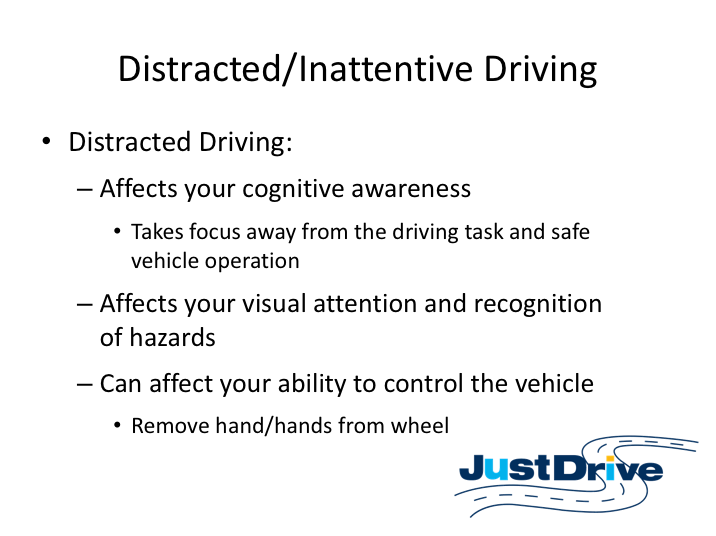 Distracted/Inattentive Driving
• Distracted Driving:
– Affects your cognitive awareness
• Takes focus away from the driving task and safe
vehicle operation
– Affects your visual attention and recognition
of hazards
– Can affect your ability to control the vehicle
• Remove hand/hands from wheel
JustDrive